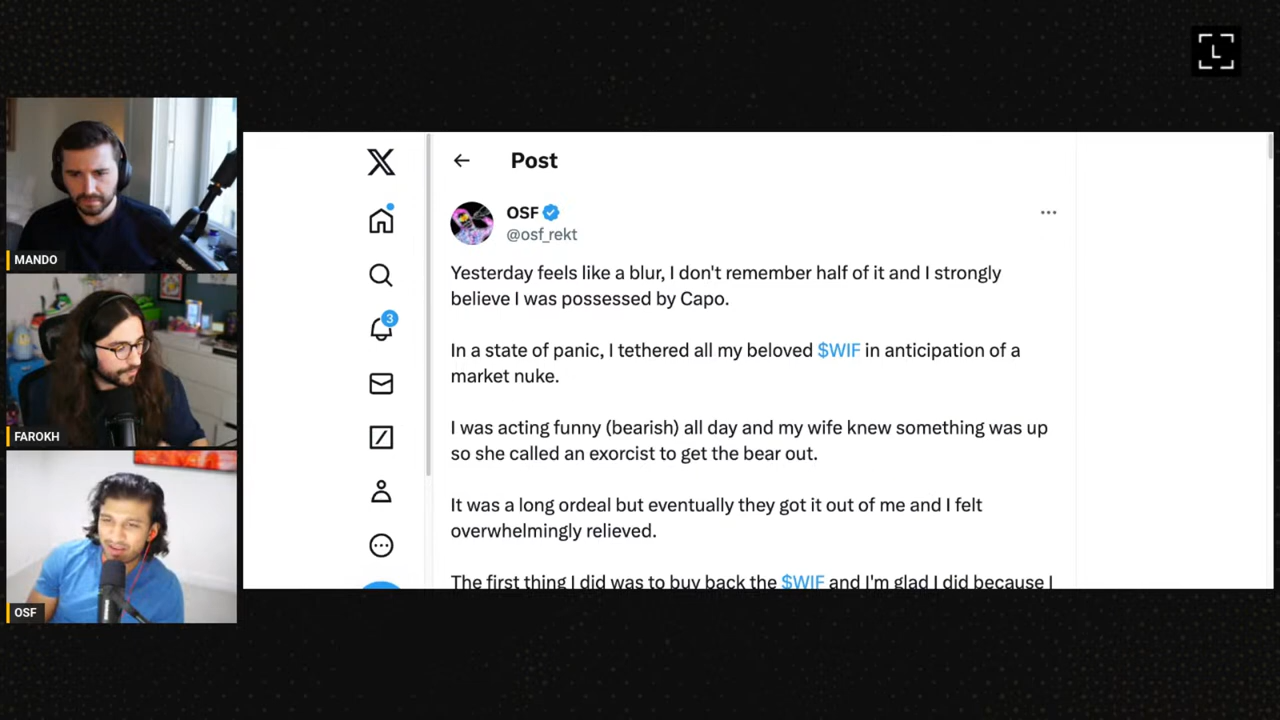 L
MANDO
FAROKH
OSF
3
Post
OSF
@osf_rekt
Yesterday feels like a blur, I don't remember half of it and I strongly
believe I was possessed by Capo.
In a state of panic, I tethered all my beloved $WIF in anticipation of a
market nuke.
I was acting funny (bearish) all day and my wife knew something was up
so she called an exorcist to get the bear out.
It was a long ordeal but eventually they got it out of me and I felt
overwhelmingly relieved.
The first thing I did was to buy back the $WIF and I'm glad I did because I